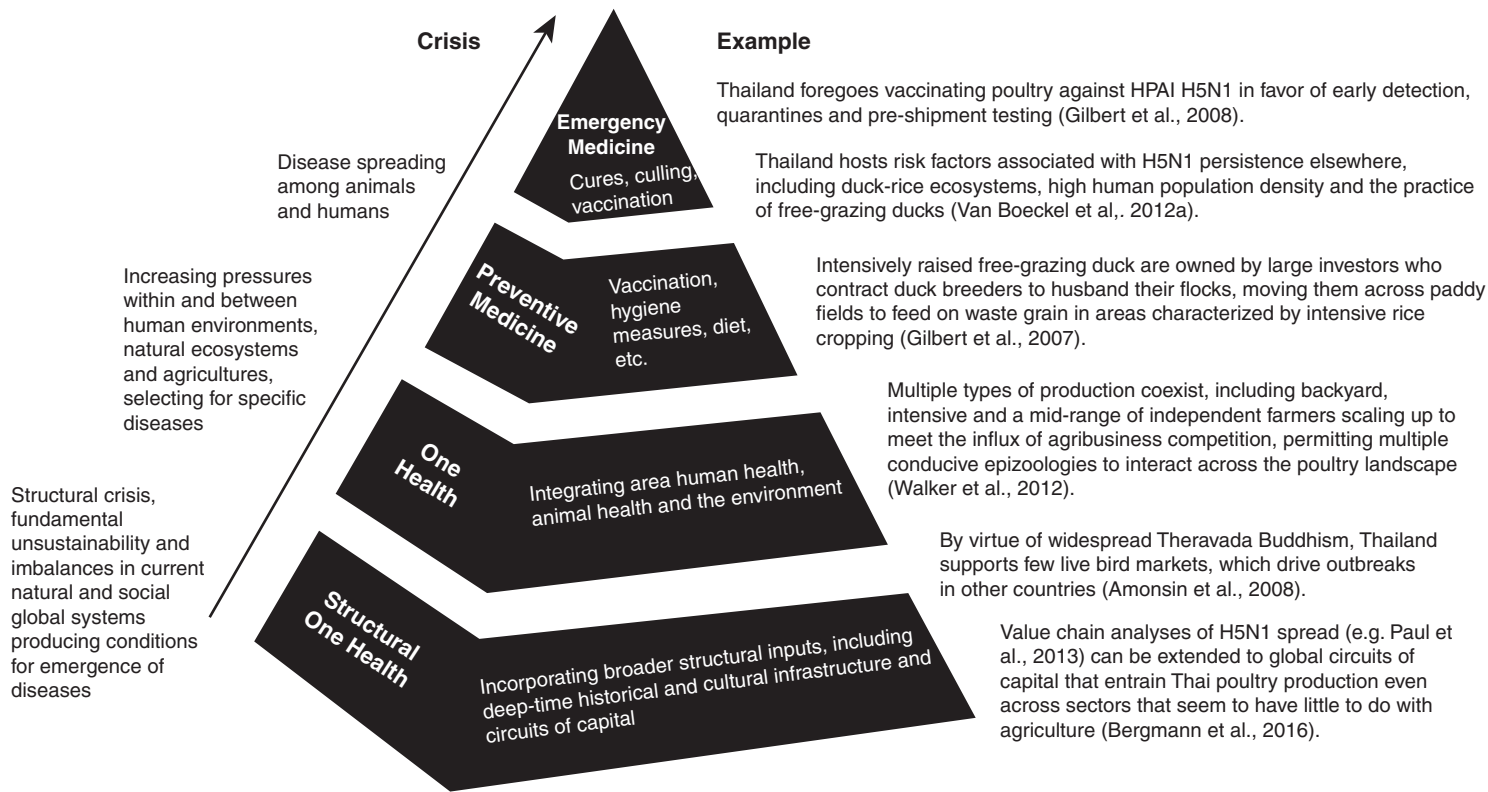 Crisis
Disease spreading
among animals
and humans
Increasing pressures
within and between
human environments,
natural ecosystems
and agricultures,
selecting for specific
diseases
Structural crisis,
fundamental
unsustainability and
imbalances in current
natural and social
global systems
producing conditions
for emergence of
diseases
Emergency
Medicine
Cures, culling,
vaccination
Preventive
Medicine
Vaccination,
hygiene
measures, diet,
etc.
One
Health
Integrating area human health,
animal health and the environment
Structural
One Health
Incorporating broader structural inputs, including
deep-time historical and cultural infrastructure and
circuits of capital
Example
Thailand foregoes vaccinating poultry against HPAI H5N1 in favor of early detection,
quarantines and pre-shipment testing (Gilbert et al., 2008).
Thailand hosts risk factors associated with H5N1 persistence elsewhere,
including duck-rice ecosystems, high human population density and the practice
of free-grazing ducks (Van Boeckel et al,. 2012a).
Intensively raised free-grazing duck are owned by large investors who
contract duck breeders to husband their flocks, moving them across paddy
fields to feed on waste grain in areas characterized by intensive rice
cropping (Gilbert et al., 2007).
Multiple types of production coexist, including backyard,
intensive and a mid-range of independent farmers scaling up to
meet the influx of agribusiness competition, permitting multiple
conducive epizoologies to interact across the poultry landscape
(Walker et al., 2012).
By virtue of widespread Theravada Buddhism, Thailand
supports few live bird markets, which drive outbreaks
in other countries (Amonsin et al., 2008).
Value chain analyses of H5N1 spread (e.g. Paul et
al., 2013) can be extended to global circuits of
capital that entrain Thai poultry production even
across sectors that seem to have little to do with
agriculture (Bergmann et al., 2016).